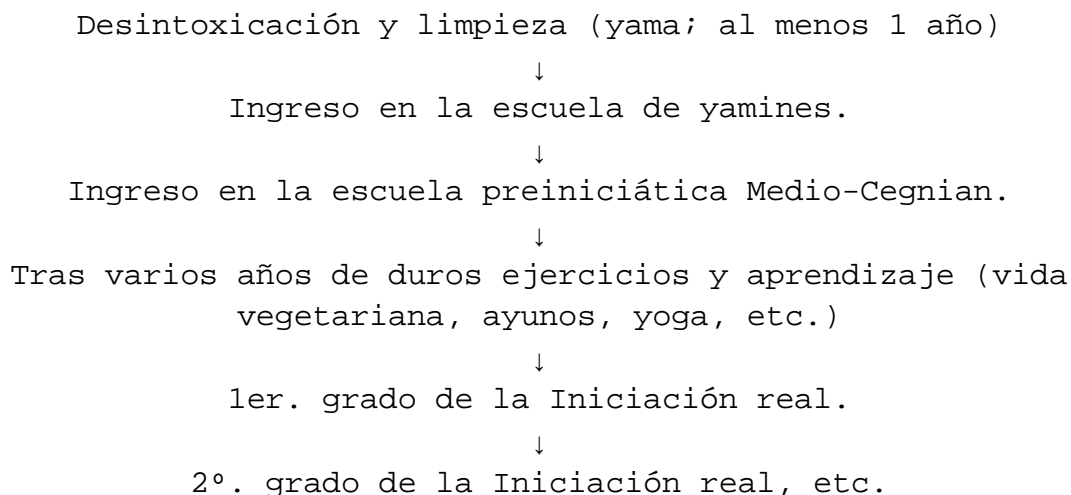 Desintoxicación y limpieza (yama; al menos 1 año)
↓
Ingreso en la escuela de yamines.
↓
Ingreso en la escuela preiniciática Medio-Cegnian.
↓
Tras varios años de duros ejercicios y aprendizaje (vida
vegetariana, ayunos, yoga, etc.)
↓
1er. grado de la Iniciación real.
↓
2º. grado de la Iniciación real, etc.